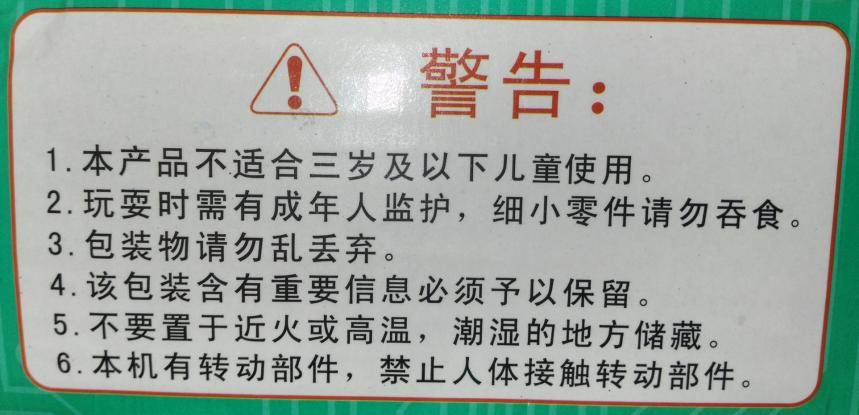 警告：
1.本产品不适合三岁及以下儿童使用。
2.玩耍时需有成年人监护，细小零件请勿吞食。
3.包装物请勿乱丢弃。
4.该包装含有重要信息必须予以保留。
5.不要置于近火或高温，潮湿的地方储藏。
6.本机有转动部件，禁止人体接触转动部件。